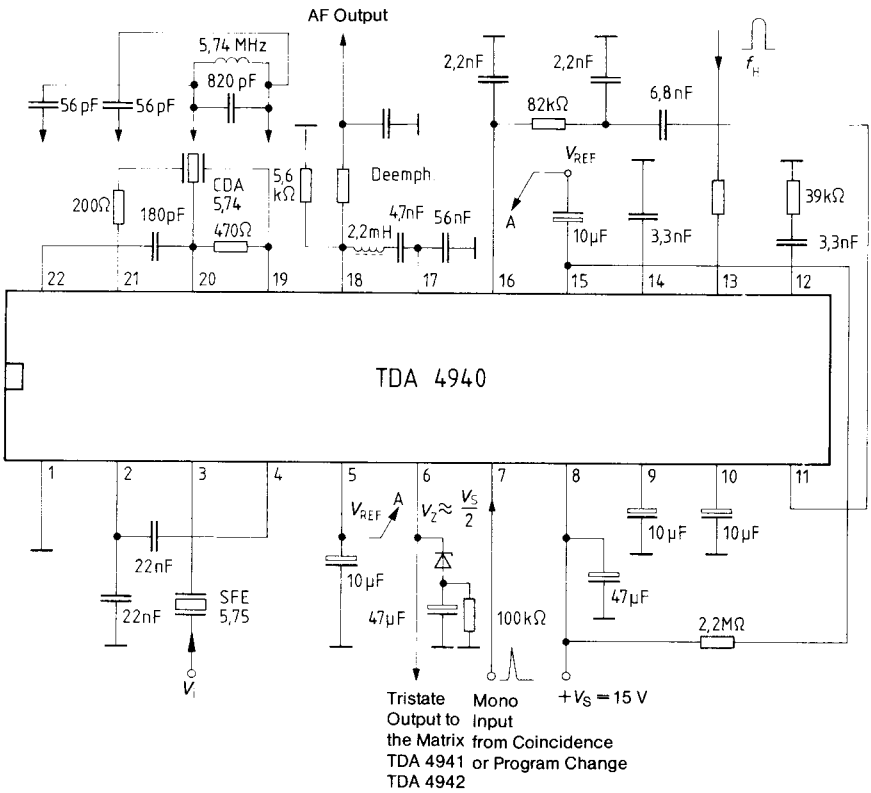 AF Output
5,74 MHz
820 pF
56pF
56pF
2,2nF
2,2nF
f_H
82kΩ
6,8nF
CDA
5,74
5,6
kΩ
Deemph.
V_REF
A
200Ω
180pF
470Ω
2,2mH
4,7nF
56nF
10µF
3,3nF
39kΩ
3,3nF
22 21 20 19 18 17 16 15 14 13 12
TDA 4940
1 2 3 4 5 6 7 8 9 10 11
V_REF
A
V_Z ≈ V_S/2
22nF
22nF
SFE
5,75
10µF
47µF
100kΩ
10µF
10µF
47µF
2,2MΩ
V_I
+V_S = 15 V
Tristate
Output to
the Matrix
TDA 4941
TDA 4942
Mono
Input
from Coincidence
or Program Change